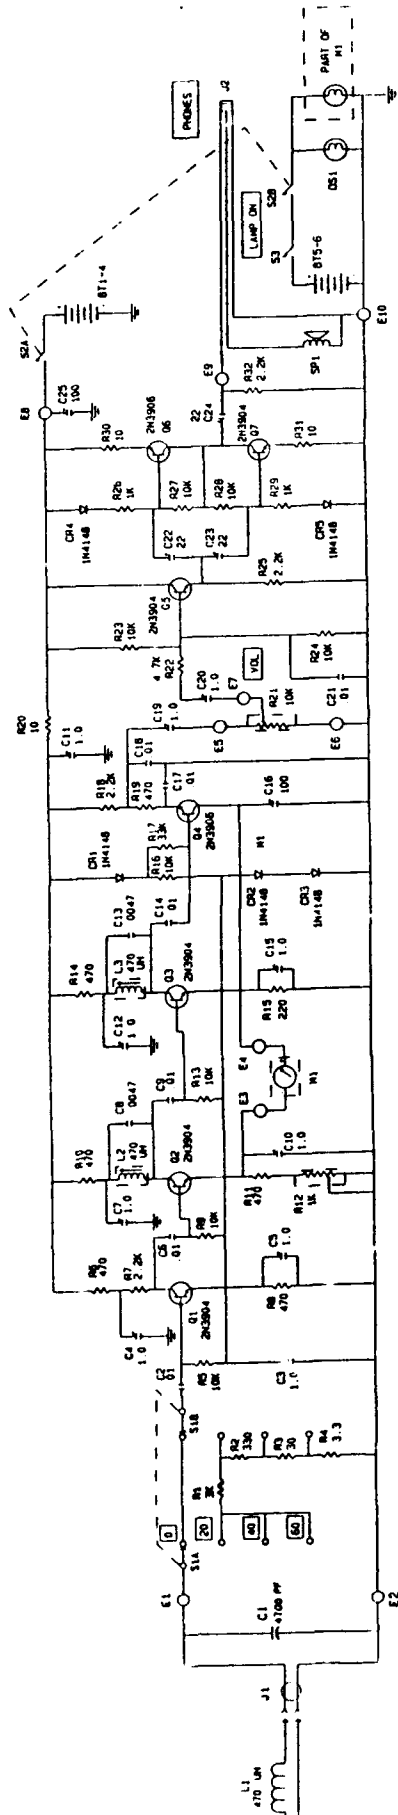 L1
470 UH
J1
C1
4700 PF
E1
E2
S1A
0
20
40
60
R1
3K
R2
330
R3
30
R4
3.3
S1B
C2
.01
R5
10K
C3
1.0
C4
1.0
R6
470
R7
2.2K
Q1
2N3904
R8
470
C5
1.0
C6
.01
R9
10K
C7
1.0
R10
470
L2
470
UH
C8
.0047
Q2
2N3904
R11
470
R12
1K
C10
1.0
C9
.01
R13
10K
E3
E4
M1
C12
1.0
R14
470
L3
470
UH
C13
.0047
Q3
2N3904
R15
220
C15
1.0
C14
.01
CR1
1N4148
R16
10K
R17
33K
CR2
1N4148
CR3
1N4148
M1
R18
2.2K
R19
470
C17
.01
C18
.01
Q4
2N3906
C16
100
C11
1.0
R20
10
C19
1.0
E5
E6
R21
10K
VOL
E7
C20
1.0
C21
.01
R22
4.7K
R23
10K
R24
10K
Q5
2N3904
R25
2.2K
C22
22
C23
22
CR4
1N4148
R26
1K
R27
10K
R28
10K
R29
1K
CR5
1N4148
R30
10
Q6
2N3906
Q7
2N3904
R31
10
C24
22
R32
2.2K
E8
C25
100
E9
E10
S2A
BT1-4
SP1
BT5-6
S3
LAMP ON
S2B
DS1
PART OF
M1
J2
PHONES